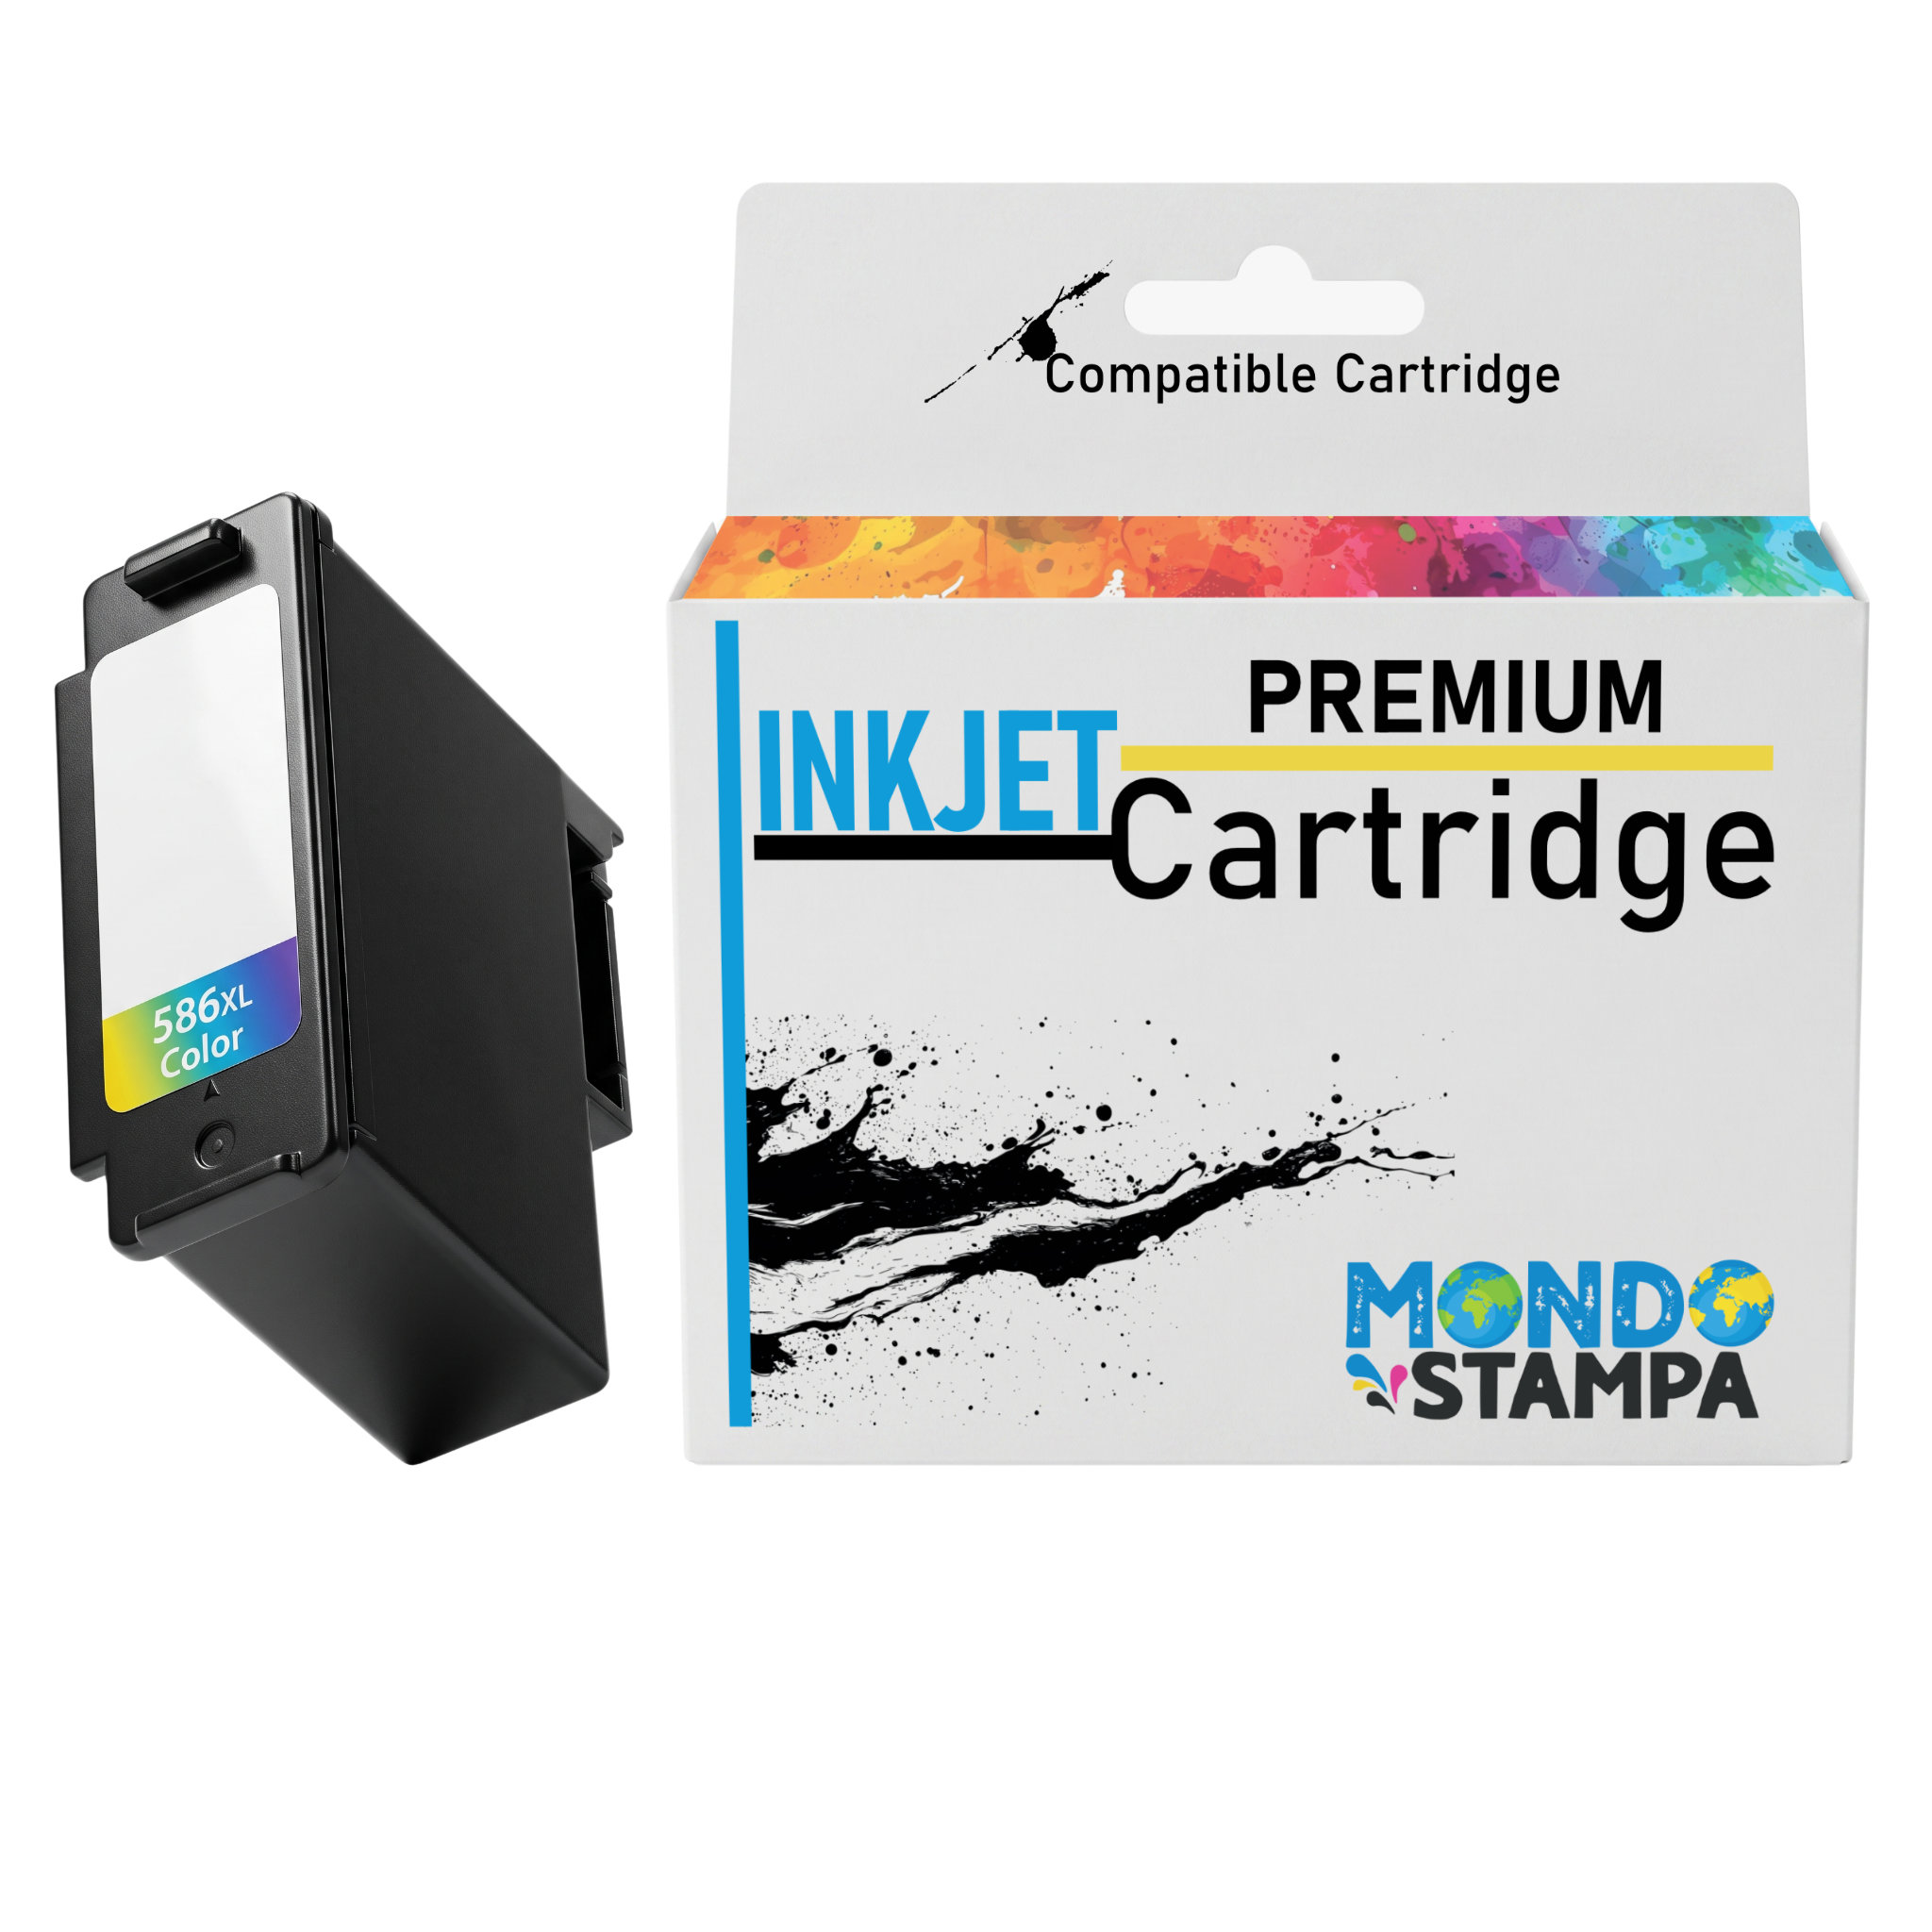 Compatible Cartridge
PREMIUM
INKJET
Cartridge
586XL
Color
MONDO
STAMPA